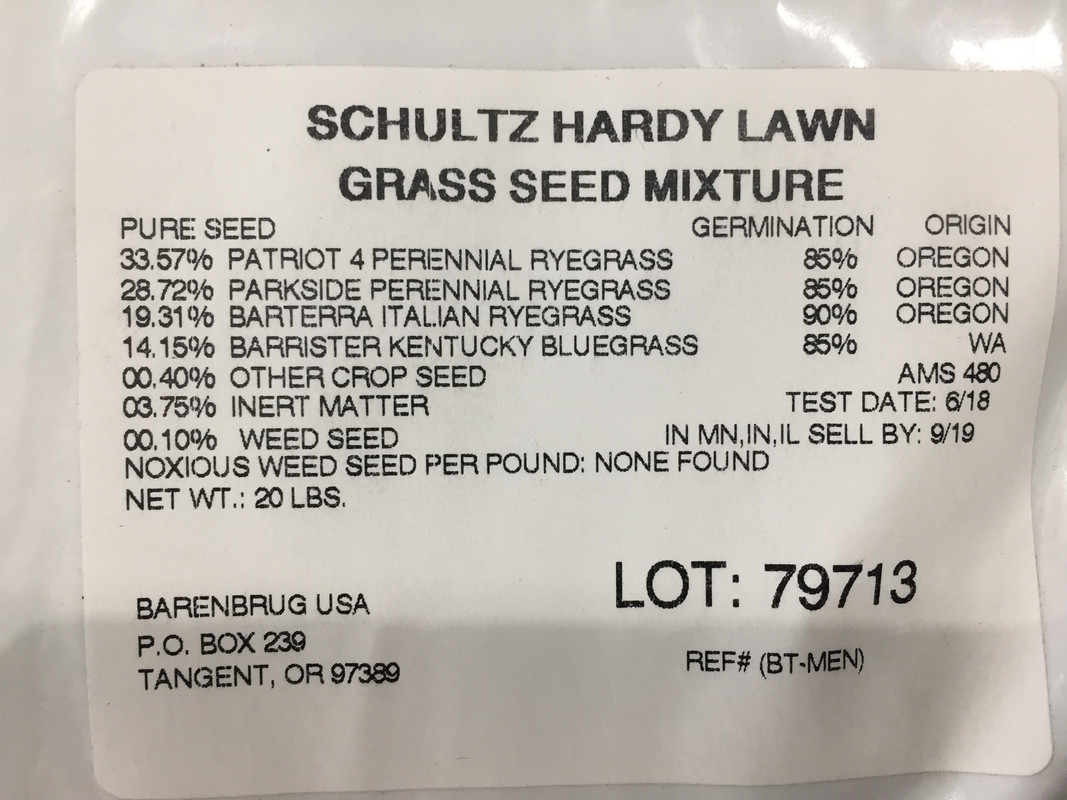 SCHULTZ HARDY LAWN
GRASS SEED MIXTURE
PURE SEED GERMINATION ORIGIN
33.57% PATRIOT 4 PERENNIAL RYEGRASS 85% OREGON
28.72% PARKSIDE PERENNIAL RYEGRASS 85% OREGON
19.31% BARTERRA ITALIAN RYEGRASS 90% OREGON
14.15% BARRISTER KENTUCKY BLUEGRASS 85% WA
00.40% OTHER CROP SEED AMS 480
03.75% INERT MATTER TEST DATE: 6/18
00.10% WEED SEED IN MN,IN,IL SELL BY: 9/19
NOXIOUS WEED SEED PER POUND: NONE FOUND
NET WT.: 20 LBS.
LOT: 79713
BARENBRUG USA
P.O. BOX 239
TANGENT, OR 97389
REF# (BT-MEN)